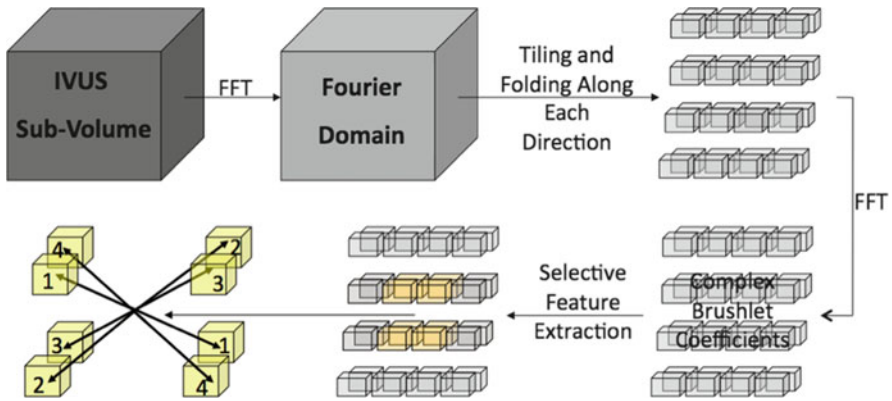 IVUS
Sub-Volume
FFT
Fourier
Domain
Tiling and
Folding Along
Each
Direction
FFT
Complex
Brushlet
Coefficients
Selective
Feature
Extraction
4
2
1
3
3
1
2
4